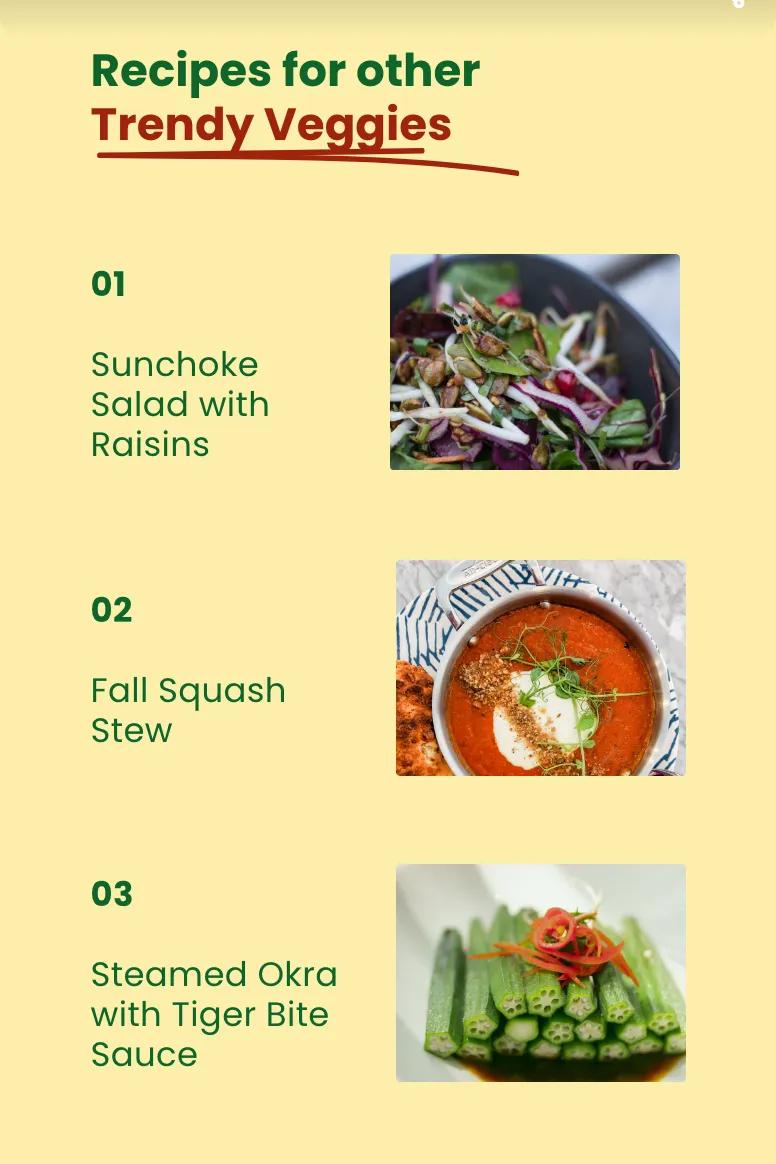 Recipes for other
Trendy Veggies
01
Sunchoke
Salad with
Raisins
02
Fall Squash
Stew
03
Steamed Okra
with Tiger Bite
Sauce